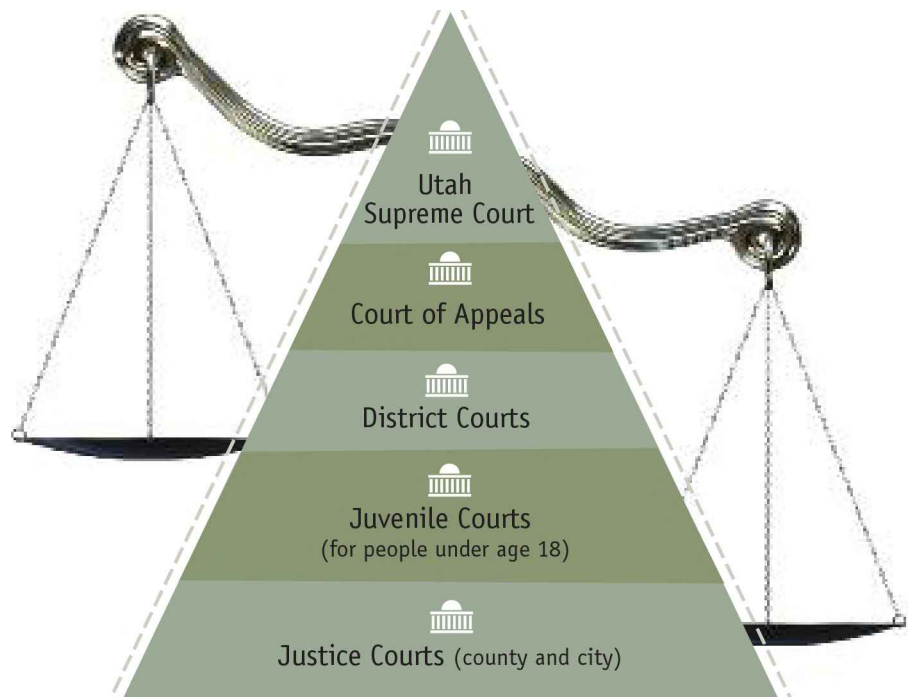 Utah
Supreme Court
Court of Appeals
District Courts
Juvenile Courts
(for people under age 18)
Justice Courts (county and city)